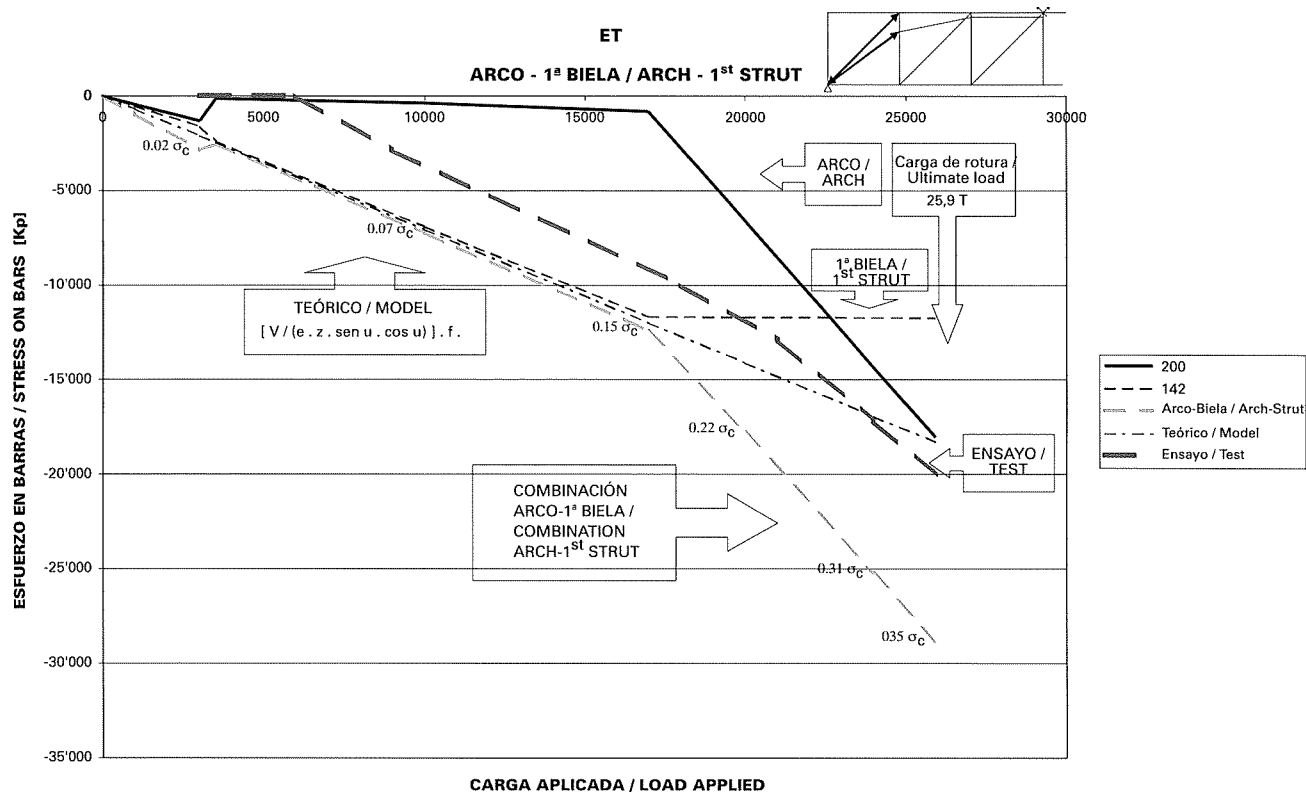 ET
ARCO - 1ª BIELA / ARCH - 1st STRUT
0
0
5000
10000
15000
20000
25000
30000
-5'000
-10'000
-15'000
-20'000
-25'000
-30'000
-35'000
ESFUERZO EN BARRAS / STRESS ON BARS [Kp]
CARGA APLICADA / LOAD APPLIED
0.02 σc
0.07 σc
0.15 σc
0.22 σc
0.31 σc
035 σc
ARCO /
ARCH
Carga de rotura /
Ultimate load
25,9 T
1ª BIELA /
1st STRUT
TEÓRICO / MODEL
[ V / (e . z . sen u . cos u) ] . f .
ENSAYO /
TEST
COMBINACIÓN
ARCO-1ª BIELA /
COMBINATION
ARCH-1st STRUT
200
142
Arco-Biela / Arch-Strut
Teórico / Model
Ensayo / Test